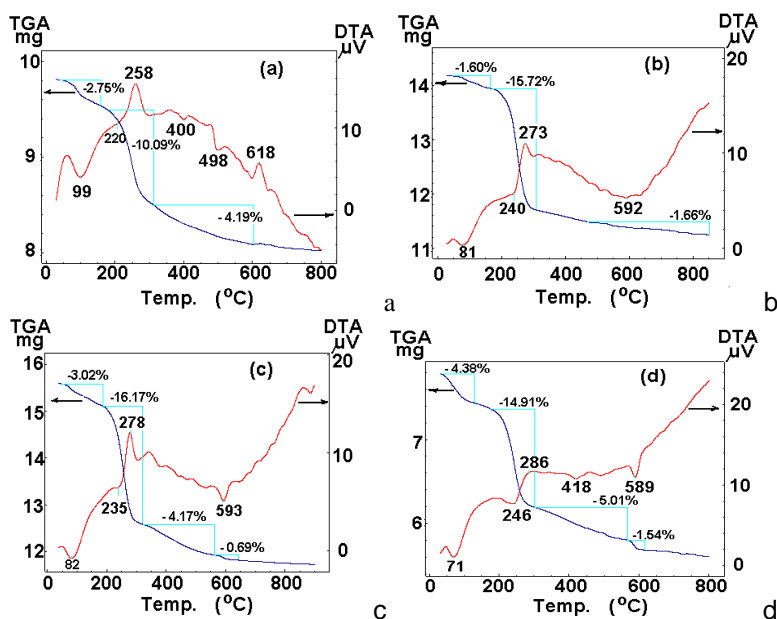 TGA
mg
DTA
µV
(a)
10
9
8
-2.75%
258
220
-10.09%
400
498
618
99
- 4.19%
10
0
0 200 400 600 800
Temp. (°C)
a
TGA
mg
DTA
µV
(b)
14
13
12
11
-1.60%
-15.72%
273
240
592
-1.66%
81
20
10
0
0 200 400 600 800
Temp. (°C)
b
TGA
mg
DTA
µV
(c)
16
15
14
13
12
-3.02%
-16.17%
278
235
593
- 4.17%
- 0.69%
82
20
10
0
0 200 400 600 800
Temp. (°C)
c
TGA
mg
DTA
µV
(d)
7
6
- 4.38%
-14.91%
286
246
418
589
- 5.01%
-1.54%
71
20
10
0
0 200 400 600 800
Temp. (°C)
d